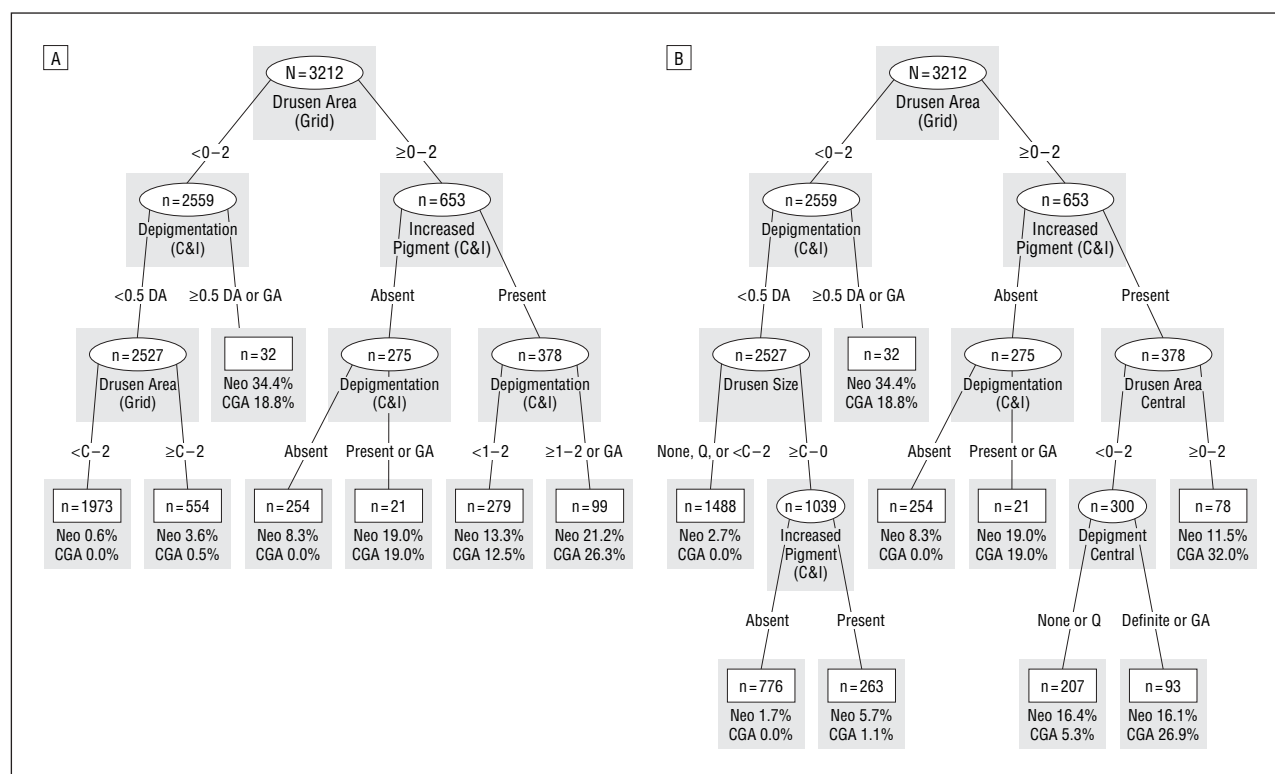 A
N=3212
Drusen Area
(Grid)
<0–2
≥0–2
n=2559
Depigmentation
(C&I)
n=653
Increased
Pigment (C&I)
<0.5 DA
≥0.5 DA or GA
Absent
Present
n=2527
Drusen Area
(Grid)
n=32
Neo 34.4%
CGA 18.8%
n=275
Depigmentation
(C&I)
n=378
Depigmentation
(C&I)
<C–2
≥C–2
Absent
Present or GA
<1–2
≥1–2 or GA
n=1973
Neo 0.6%
CGA 0.0%
n=554
Neo 3.6%
CGA 0.5%
n=254
Neo 8.3%
CGA 0.0%
n=21
Neo 19.0%
CGA 19.0%
n=279
Neo 13.3%
CGA 12.5%
n=99
Neo 21.2%
CGA 26.3%
B
N=3212
Drusen Area
(Grid)
<0–2
≥0–2
n=2559
Depigmentation
(C&I)
n=653
Increased
Pigment (C&I)
<0.5 DA
≥0.5 DA or GA
Absent
Present
n=2527
Drusen Size
n=32
Neo 34.4%
CGA 18.8%
n=275
Depigmentation
(C&I)
n=378
Drusen Area
Central
None, Q, or <C–2
≥C–0
Absent
Present or GA
<0–2
≥0–2
n=1488
Neo 2.7%
CGA 0.0%
n=1039
Increased
Pigment
(C&I)
n=254
Neo 8.3%
CGA 0.0%
n=21
Neo 19.0%
CGA 19.0%
n=300
Depigment
Central
n=78
Neo 11.5%
CGA 32.0%
Absent
Present
None or Q
Definite or GA
n=776
Neo 1.7%
CGA 0.0%
n=263
Neo 5.7%
CGA 1.1%
n=207
Neo 16.4%
CGA 5.3%
n=93
Neo 16.1%
CGA 26.9%